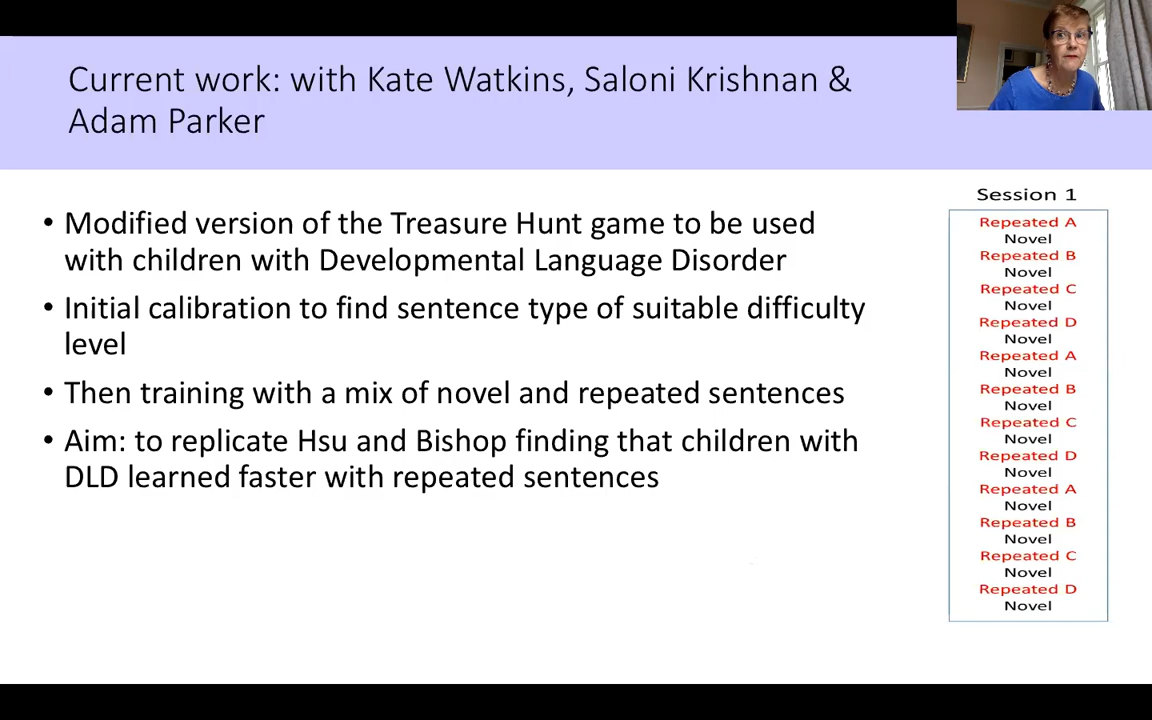 Current work: with Kate Watkins, Saloni Krishnan &
Adam Parker
• Modified version of the Treasure Hunt game to be used
with children with Developmental Language Disorder
• Initial calibration to find sentence type of suitable difficulty
level
• Then training with a mix of novel and repeated sentences
• Aim: to replicate Hsu and Bishop finding that children with
DLD learned faster with repeated sentences
Session 1
Repeated A
Novel
Repeated B
Novel
Repeated C
Novel
Repeated D
Novel
Repeated A
Novel
Repeated B
Novel
Repeated C
Novel
Repeated D
Novel
Repeated A
Novel
Repeated B
Novel
Repeated C
Novel
Repeated D
Novel